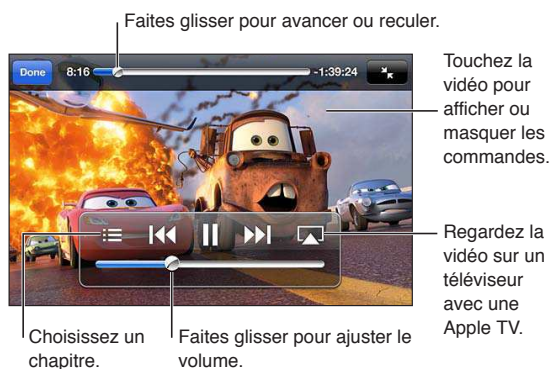 Faites glisser pour avancer ou reculer.
Done 8:16 -1:39:24
Touchez la
vidéo pour
afficher ou
masquer les
commandes.
Regardez la
vidéo sur un
téléviseur
avec une
Apple TV.
Choisissez un
chapitre.
Faites glisser pour ajuster le
volume.